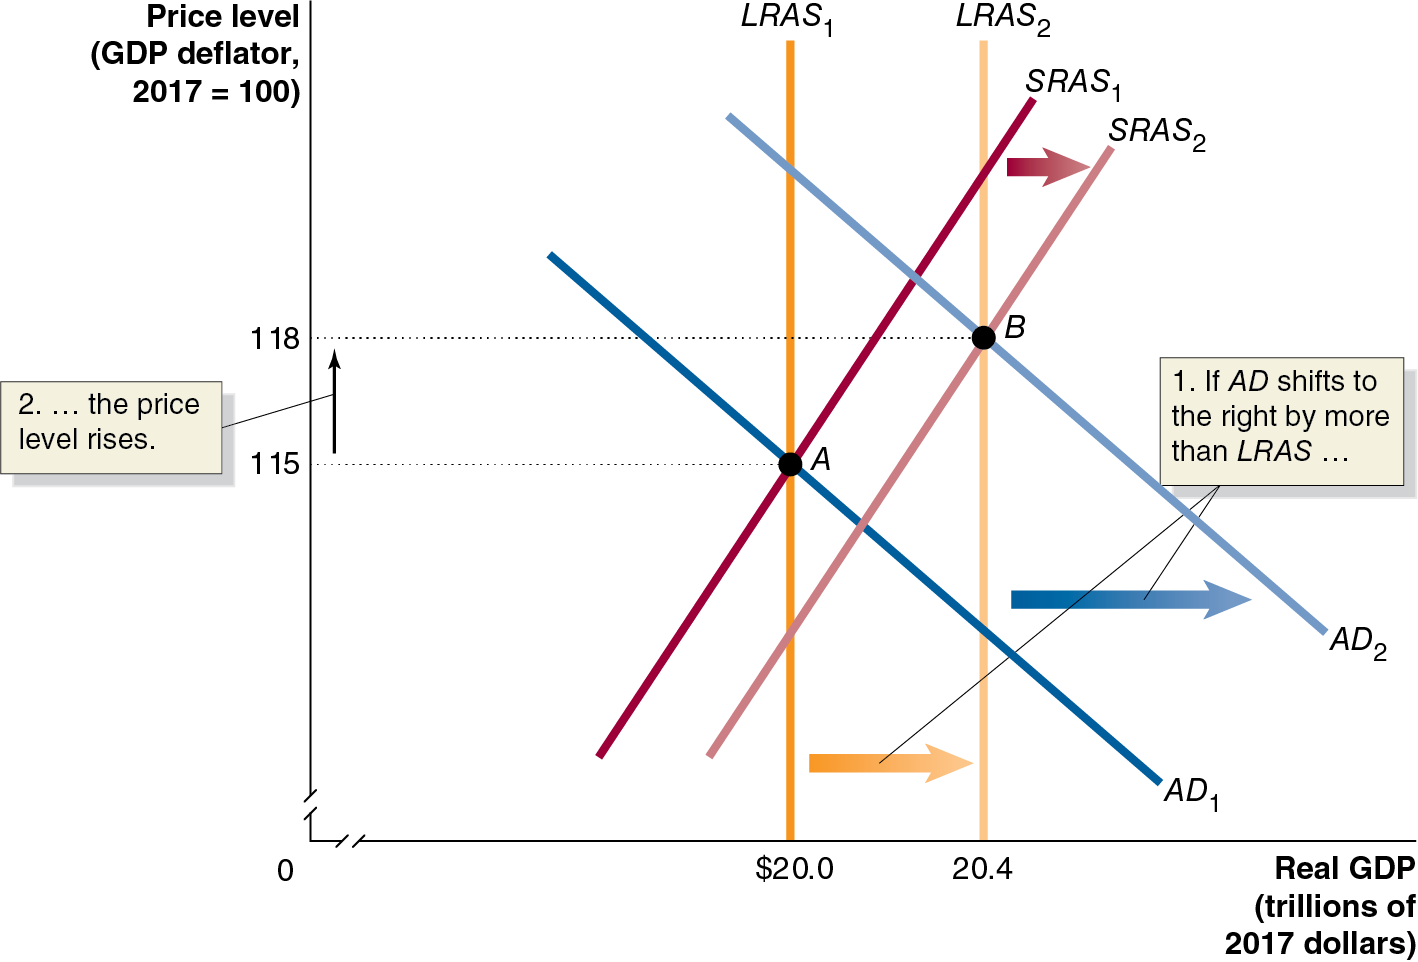 Price level
(GDP deflator,
2017 = 100)
LRAS₁
LRAS₂
SRAS₁
SRAS₂
118
B
2. … the price
level rises.
1. If AD shifts to
the right by more
than LRAS …
115
A
AD₂
AD₁
0
$20.0
20.4
Real GDP
(trillions of
2017 dollars)